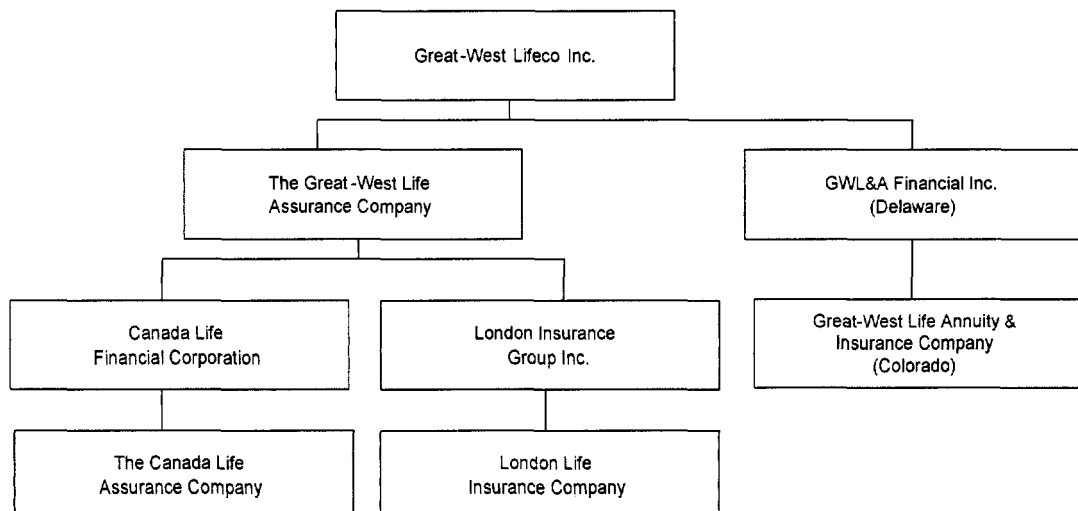 Great-West Lifeco Inc.
The Great-West Life
Assurance Company
GWL&A Financial Inc.
(Delaware)
Canada Life
Financial Corporation
London Insurance
Group Inc.
Great-West Life Annuity &
Insurance Company
(Colorado)
The Canada Life
Assurance Company
London Life
Insurance Company